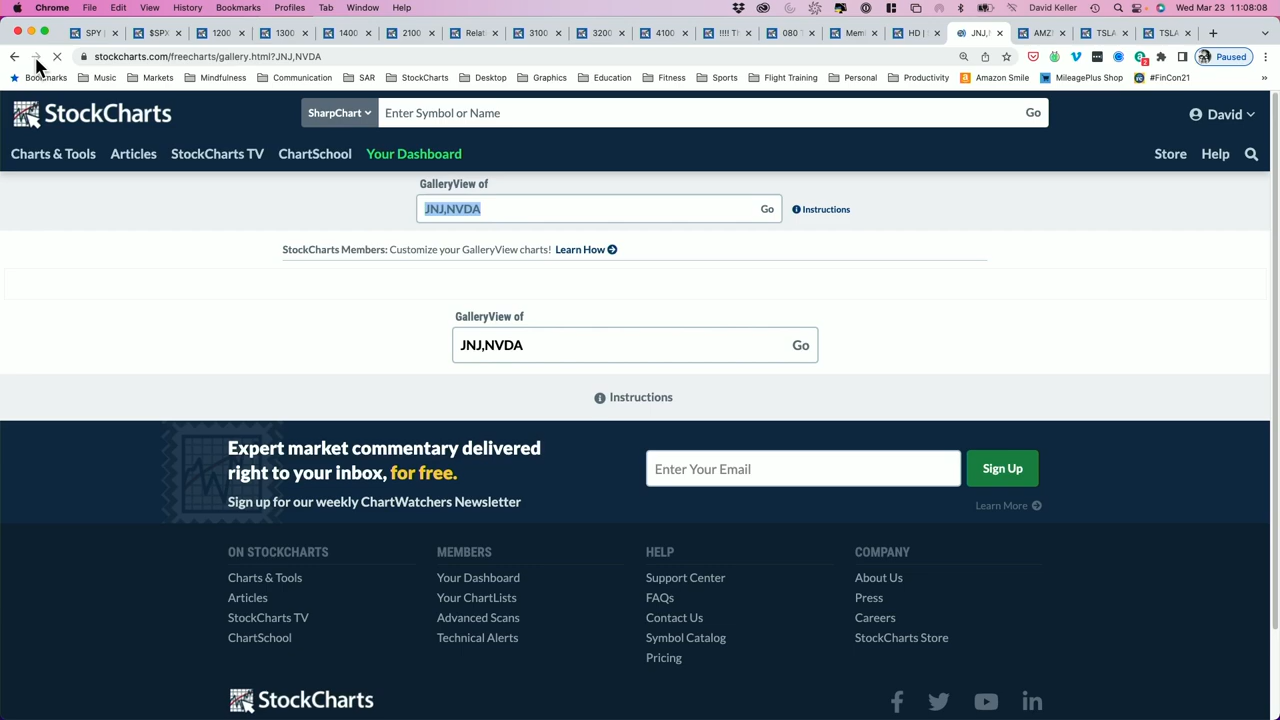 Chrome File Edit View History Bookmarks Profiles Tab Window Help David Keller Wed Mar 23 11:08:08
SPY | $SPX 1200 1300 1400 2100 Relat 3100 3200 4100 !!!! Th 080 T Mem HD | JNJ, AMZ TSLA TSLA
stockcharts.com/freecharts/gallery.html?JNJ,NVDA Paused
Bookmarks Music Markets Mindfulness Communication SAR StockCharts Desktop Graphics Education Fitness Sports Flight Training Personal Productivity Amazon Smile MileagePlus Shop #FinCon21 »
StockCharts SharpChart Enter Symbol or Name Go David
Charts & Tools Articles StockCharts TV ChartSchool Your Dashboard Store Help
GalleryView of
JNJ,NVDA Go Instructions
StockCharts Members: Customize your GalleryView charts! Learn How
GalleryView of
JNJ,NVDA Go
Instructions
Expert market commentary delivered
right to your inbox, for free.
Sign up for our weekly ChartWatchers Newsletter
Enter Your Email Sign Up
Learn More
ON STOCKCHARTS
Charts & Tools
Articles
StockCharts TV
ChartSchool
MEMBERS
Your Dashboard
Your ChartLists
Advanced Scans
Technical Alerts
HELP
Support Center
FAQs
Contact Us
Symbol Catalog
Pricing
COMPANY
About Us
Press
Careers
StockCharts Store
StockCharts